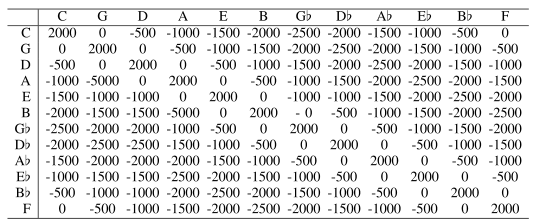 C G D A E B G♭ D♭ A♭ E♭ B♭ F
C 2000 0 -500 -1000 -1500 -2000 -2500 -2000 -1500 -1000 -500 0
G 0 2000 0 -500 -1000 -1500 -2000 -2500 -2000 -1500 -1000 -500
D -500 0 2000 0 -500 -1000 -1500 -2000 -2500 -2000 -1500 -1000
A -1000 -5000 0 2000 0 -500 -1000 -1500 -2000 -2500 -2000 -1500
E -1500 -1000 -1000 0 2000 0 -1000 -1000 -1500 -2000 -2500 -2000
B -2000 -1500 -1500 -5000 0 2000 - 0 -500 -1000 -1500 -2000 -2500
G♭ -2500 -2000 -2000 -1000 -500 0 2000 0 -500 -1000 -1500 -2000
D♭ -2000 -2500 -2500 -1500 -1000 -500 0 2000 0 -500 -1000 -1500
A♭ -1500 -2000 -2000 -2000 -1500 -1000 -500 0 2000 0 -500 -1000
E♭ -1000 -1500 -1500 -2500 -2000 -1500 -1000 -500 0 2000 0 -500
B♭ -500 -1000 -1000 -2000 -2500 -2000 -1500 -1000 -500 0 2000 0
F 0 -500 -1000 -1500 -2000 -2500 -2000 -1500 -1000 -500 0 2000